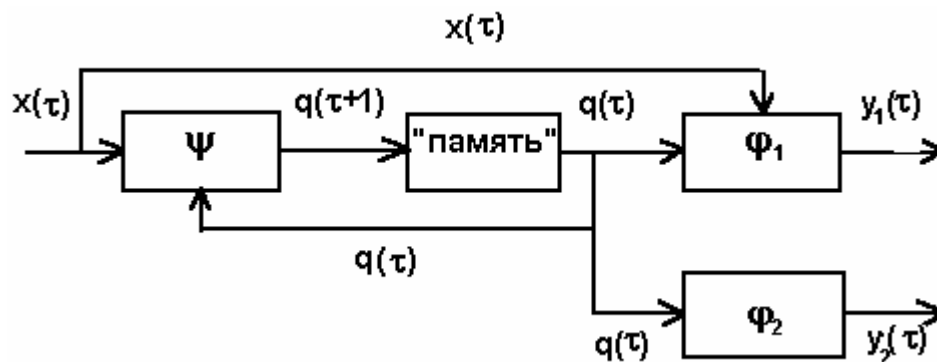 x(τ)
x(τ)
q(τ+1)
q(τ)
y₁(τ)
ψ
"память"
φ₁
q(τ)
φ₂
q(τ)
y₂(τ)